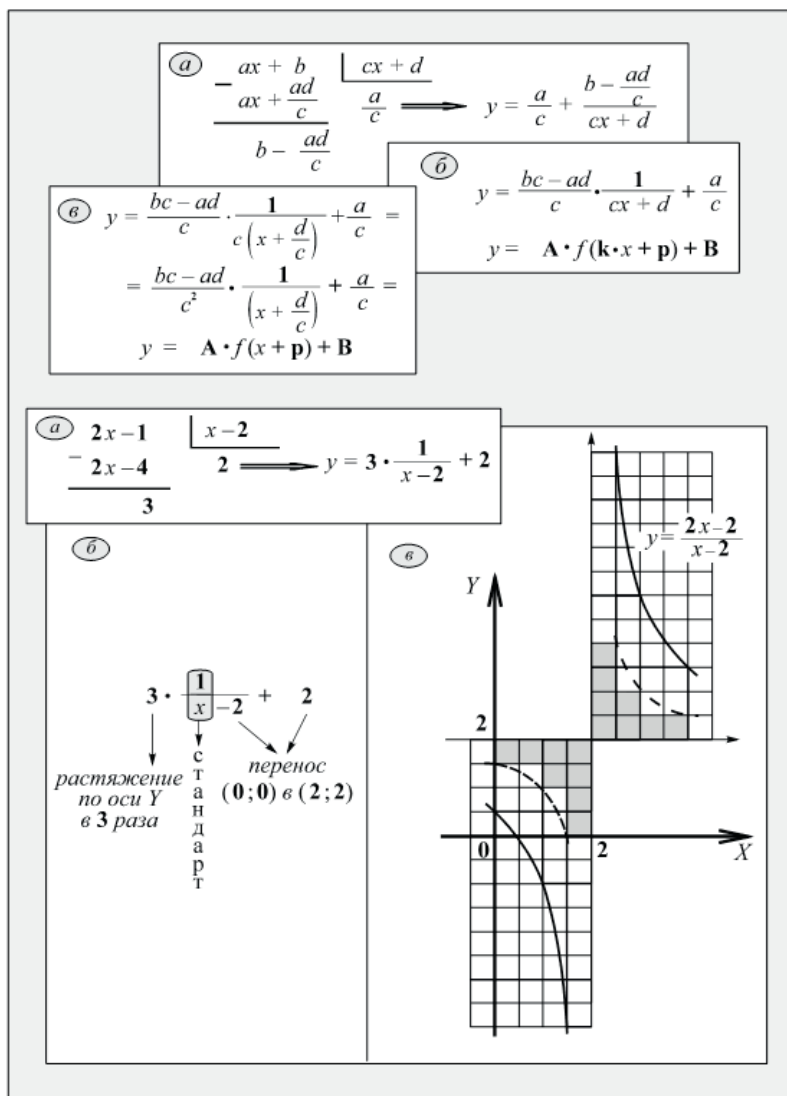 а
ax + b | cx + d
− ax + ad/c   a/c ⟹ y = a/c + (b − ad/c)/(cx + d)
b − ad/c
б
y = (bc – ad)/c · 1/(cx + d) + a/c
y = A · f(k · x + p) + B
в
y = (bc – ad)/c · 1/(c(x + d/c)) + a/c =
= (bc – ad)/c² · 1/((x + d/c)) + a/c =
y = A · f(x + p) + B
а
2x – 1 | x – 2
− 2x – 4   2 ⟹ y = 3 · 1/(x – 2) + 2
3
б
3 · 1/(x – 2) + 2
растяжение
по оси Y
в 3 раза
стандарт
перенос
(0;0) в (2;2)
в
y = (2x – 2)/(x – 2)
Y
2
0
2
X